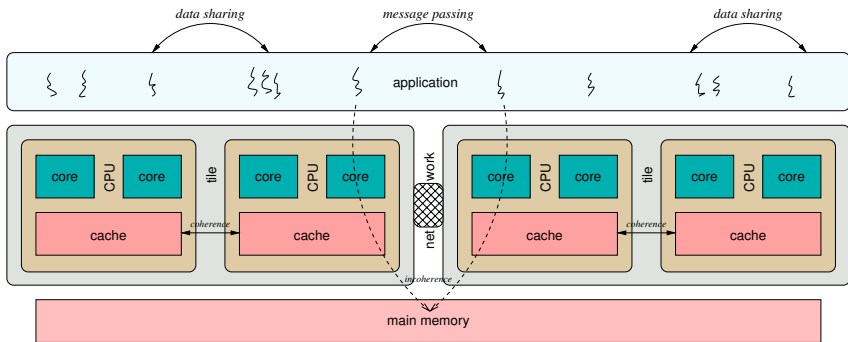 data sharing
message passing
data sharing
application
core
CPU
core
tile
core
CPU
core
work
core
CPU
core
tile
core
CPU
core
cache
coherence
cache
net
cache
coherence
cache
incoherence
main memory